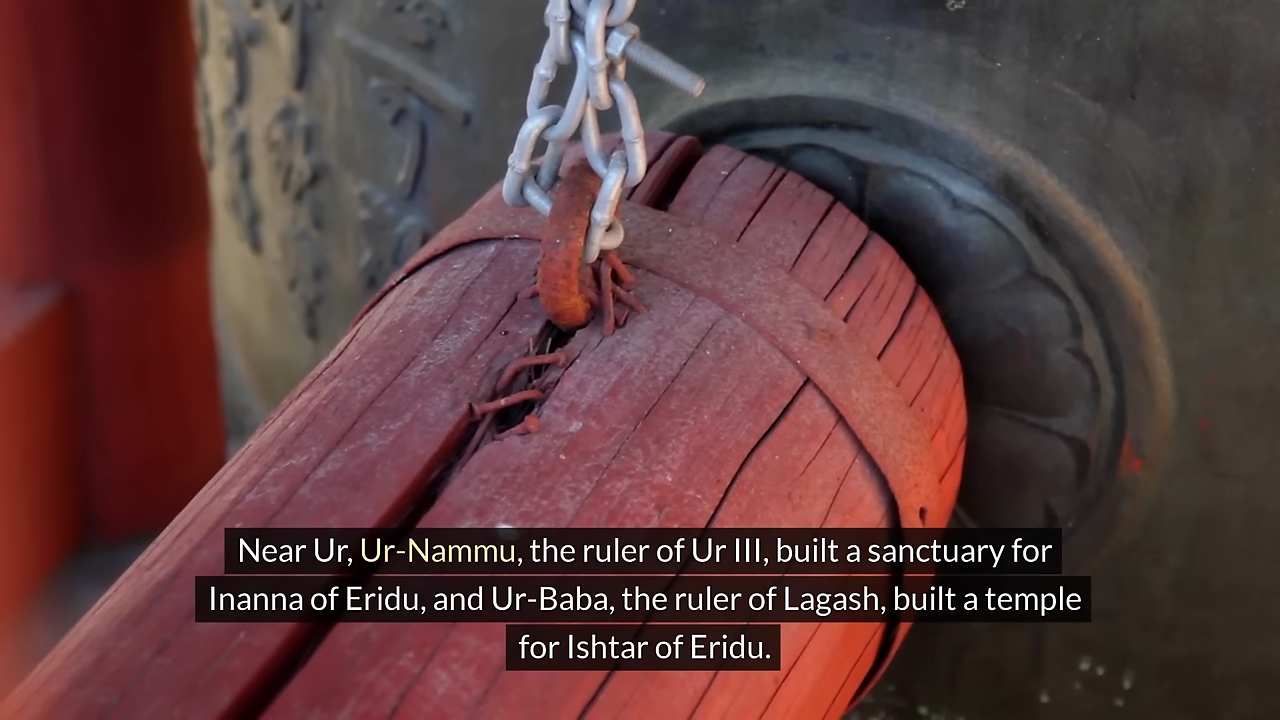 Near Ur, Ur-Nammu, the ruler of Ur III, built a sanctuary for
Inanna of Eridu, and Ur-Baba, the ruler of Lagash, built a temple
for Ishtar of Eridu.